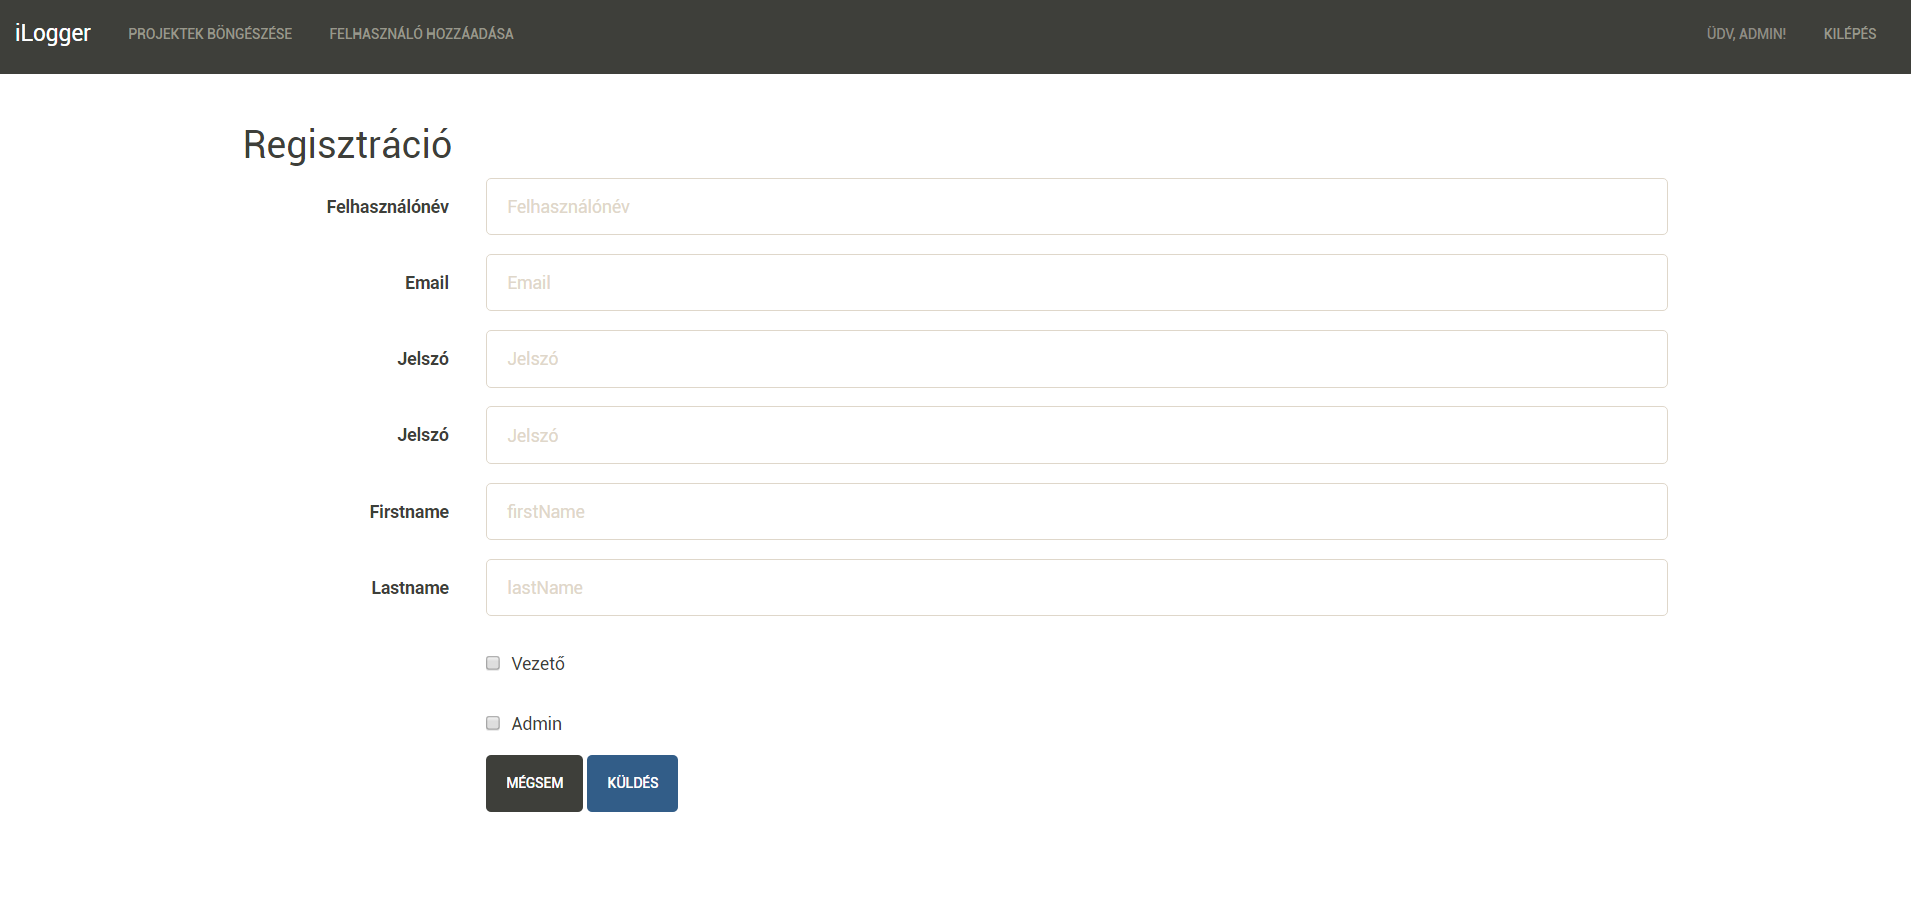 iLogger PROJEKTEK BÖNGÉSZÉSE FELHASZNÁLÓ HOZZÁADÁSA ÜDV, ADMIN! KILÉPÉS
Regisztráció
Felhasználónév Felhasználónév
Email Email
Jelszó Jelszó
Jelszó Jelszó
Firstname firstName
Lastname lastName
Vezető
Admin
MÉGSEM KÜLDÉS